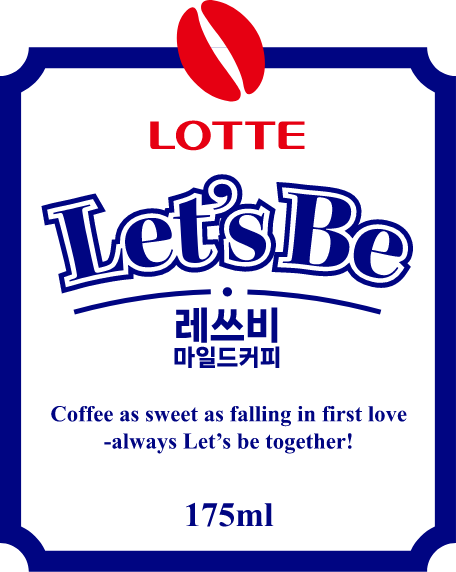 LOTTE
Let's Be
레쓰비
마일드커피
Coffee as sweet as falling in first love
-always Let's be together!
175ml